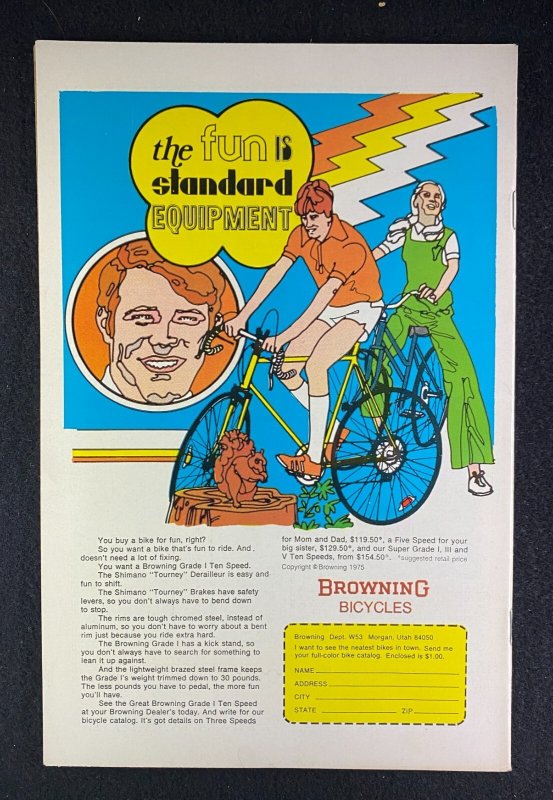 the fun IS
standard
EQUIPMENT
You buy a bike for fun, right?
So you want a bike that's fun to ride. And,
doesn't need a lot of fixing.
You want a Browning Grade I Ten Speed.
The Shimano "Tourney" Derailleur is easy and
fun to shift.
The Shimano "Tourney" Brakes have safety
levers, so you don't always have to bend down
to stop.
The rims are tough chromed steel, instead of
aluminum, so you don't have to worry about a bent
rim just because you ride extra hard.
The Browning Grade I has a kick stand, so
you don't always have to search for something to
lean it up against.
And the lightweight brazed steel frame keeps
the Grade I's weight trimmed down to 30 pounds.
The less pounds you have to pedal, the more fun
you'll have.
See the Great Browning Grade I Ten Speed
at your Browning Dealer's today. And write for our
bicycle catalog. It's got details on Three Speeds
for Mom and Dad, $119.50*, a Five Speed for your
big sister, $129.50*, and our Super Grade I, III and
V Ten Speeds, from $154.50*. *suggested retail price
Copyright ©Browning 1975
BROWNING
BICYCLES
Browning Dept. W53 Morgan, Utah 84050
I want to see the neatest bikes in town. Send me
your full-color bike catalog. Enclosed is $1.00.
NAME
ADDRESS
CITY
STATE ZIP